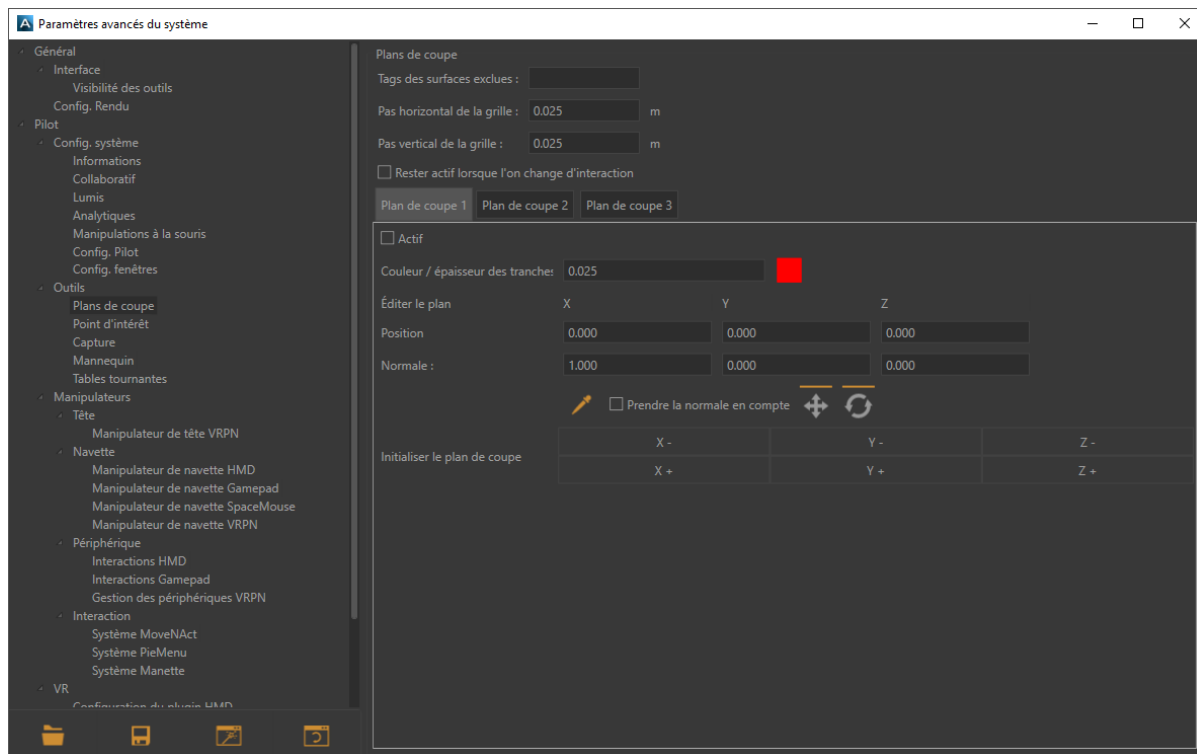 Paramètres avancés du système
Général
Interface
Visibilité des outils
Config. Rendu
Pilot
Config. système
Informations
Collaboratif
Lumis
Analytiques
Manipulations à la souris
Config. Pilot
Config. fenêtres
Outils
Plans de coupe
Point d'intérêt
Capture
Mannequin
Tables tournantes
Manipulateurs
Tête
Manipulateur de tête VRPN
Navette
Manipulateur de navette HMD
Manipulateur de navette Gamepad
Manipulateur de navette SpaceMouse
Manipulateur de navette VRPN
Périphérique
Interactions HMD
Interactions Gamepad
Gestion des périphériques VRPN
Interaction
Système MoveNAct
Système PieMenu
Système Manette
VR
Configuration du plugin HMD
Plans de coupe
Tags des surfaces exclues :
Pas horizontal de la grille : 0.025 m
Pas vertical de la grille : 0.025 m
Rester actif lorsque l'on change d'interaction
Plan de coupe 1 Plan de coupe 2 Plan de coupe 3
Actif
Couleur / épaisseur des tranches 0.025
Éditer le plan X Y Z
Position 0.000 0.000 0.000
Normale : 1.000 0.000 0.000
Prendre la normale en compte
Initialiser le plan de coupe
X - Y - Z -
X + Y + Z +